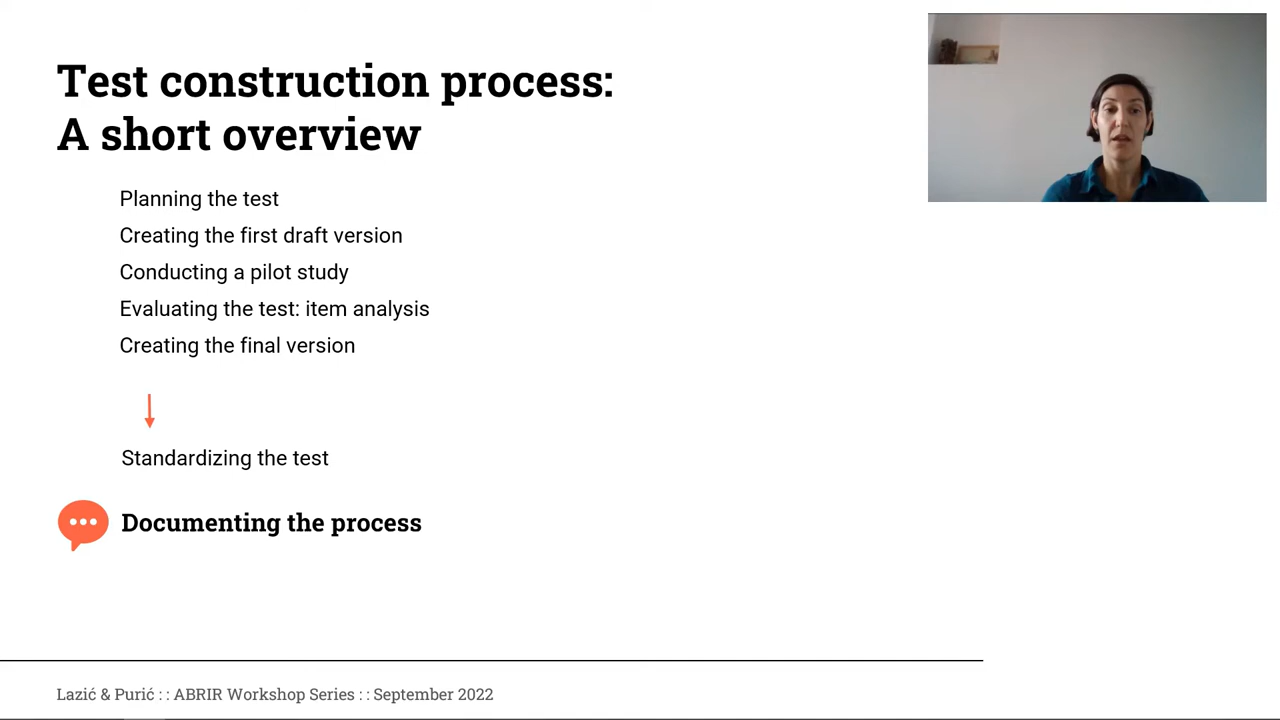 Test construction process:
A short overview
Planning the test
Creating the first draft version
Conducting a pilot study
Evaluating the test: item analysis
Creating the final version
Standardizing the test
Documenting the process
Lazić & Purić : : ABRIR Workshop Series : : September 2022